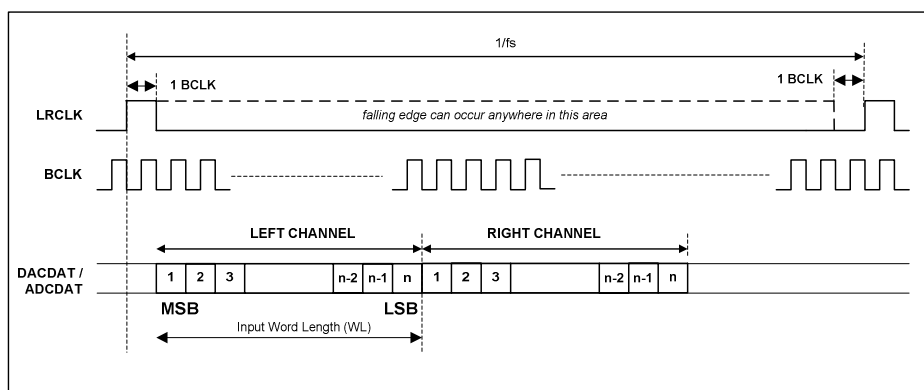 1/fs
1 BCLK
1 BCLK
LRCLK
falling edge can occur anywhere in this area
BCLK
LEFT CHANNEL
RIGHT CHANNEL
DACDAT /
ADCDAT
1 2 3 n-2 n-1 n 1 2 3 n-2 n-1 n
MSB LSB
Input Word Length (WL)